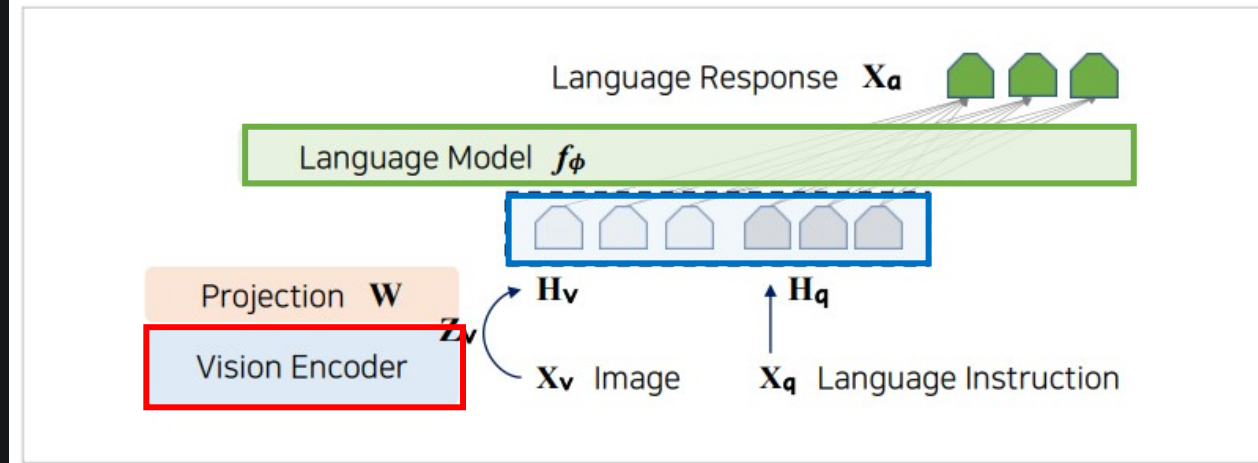 Language Response Xa
Language Model fϕ
Projection W
Hv
Hq
Zv
Vision Encoder
Xv Image
Xq Language Instruction